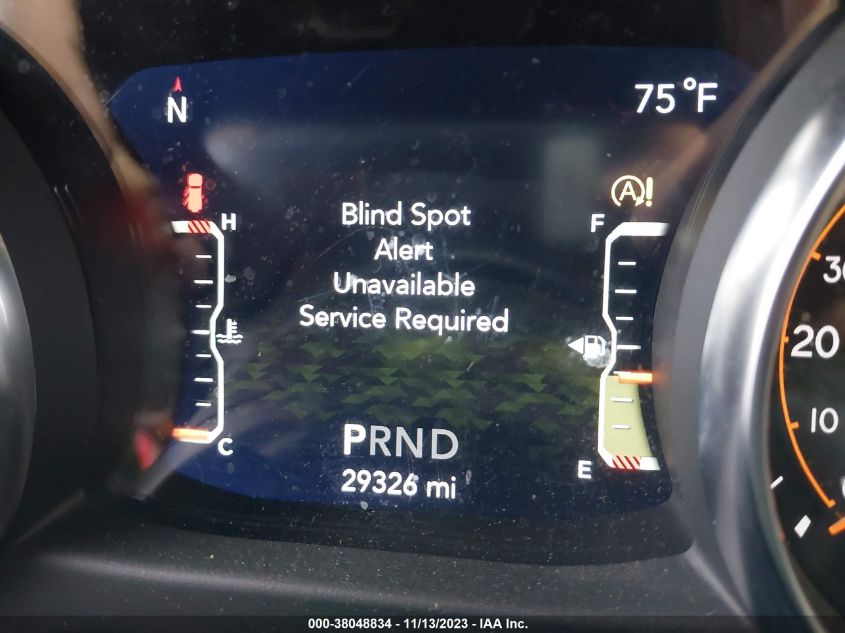 N
75 °F
A!
H
F
Blind Spot
Alert
Unavailable
Service Required
30
20
10
C
E
PRND
29326 mi
000-38048834 - 11/13/2023 - IAA Inc.